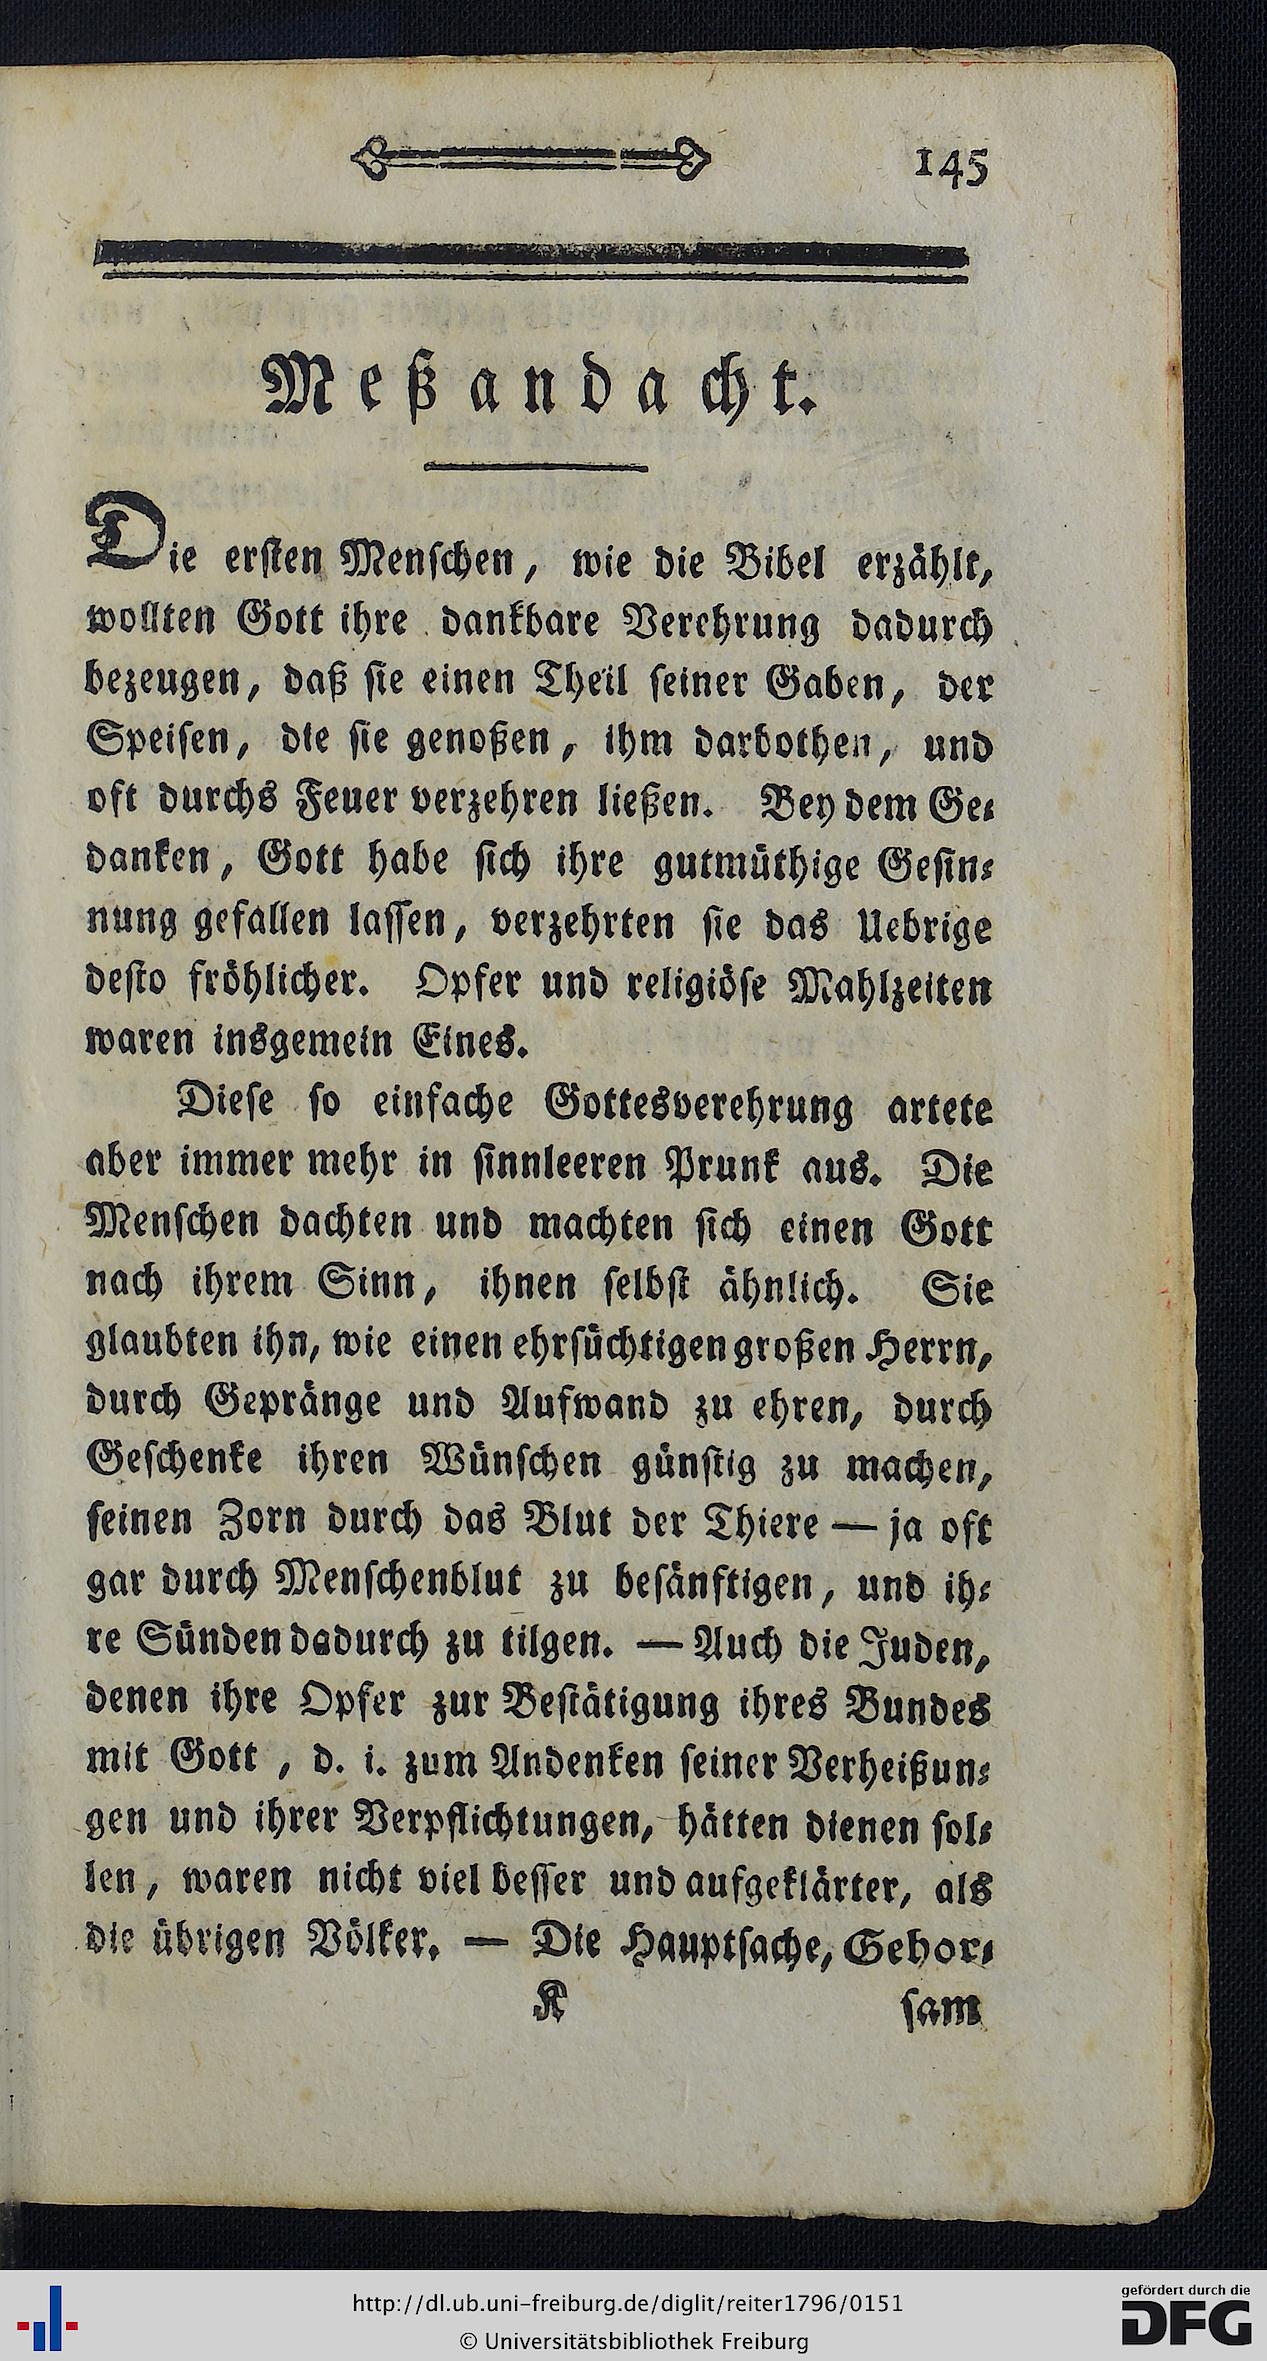 145
Meßandacht.
Die ersten Menschen, wie die Bibel erzählt,
wollten Gott ihre dankbare Verehrung dadurch
bezeugen, daß sie einen Theil seiner Gaben, der
Speisen, die sie genoßen, ihm darbothen, und
oft durchs Feuer verzehren ließen. Bey dem Ge⸗
danken, Gott habe sich ihre gutmüthige Gesin⸗
nung gefallen lassen, verzehrten sie das Uebrige
desto fröhlicher. Opfer und religiöse Mahlzeiten
waren insgemein Eines.
Diese so einfache Gottesverehrung artete
aber immer mehr in sinnleeren Prunk aus. Die
Menschen dachten und machten sich einen Gott
nach ihrem Sinn, ihnen selbst ähnlich. Sie
glaubten ihn, wie einen ehrsüchtigen großen Herrn,
durch Gepränge und Aufwand zu ehren, durch
Geschenke ihren Wünschen günstig zu machen,
seinen Zorn durch das Blut der Thiere — ja oft
gar durch Menschenblut zu besänftigen, und ih⸗
re Sünden dadurch zu tilgen. — Auch die Juden,
denen ihre Opfer zur Bestätigung ihres Bundes
mit Gott, d. i. zum Andenken seiner Verheißun⸗
gen und ihrer Verpflichtungen, hätten dienen sol⸗
len, waren nicht viel besser und aufgeklärter, als
die übrigen Völker. — Die Hauptsache, Gehor⸗
K sam
http://dl.ub.uni-freiburg.de/diglit/reiter1796/0151
© Universitätsbibliothek Freiburg
gefördert durch die
DFG